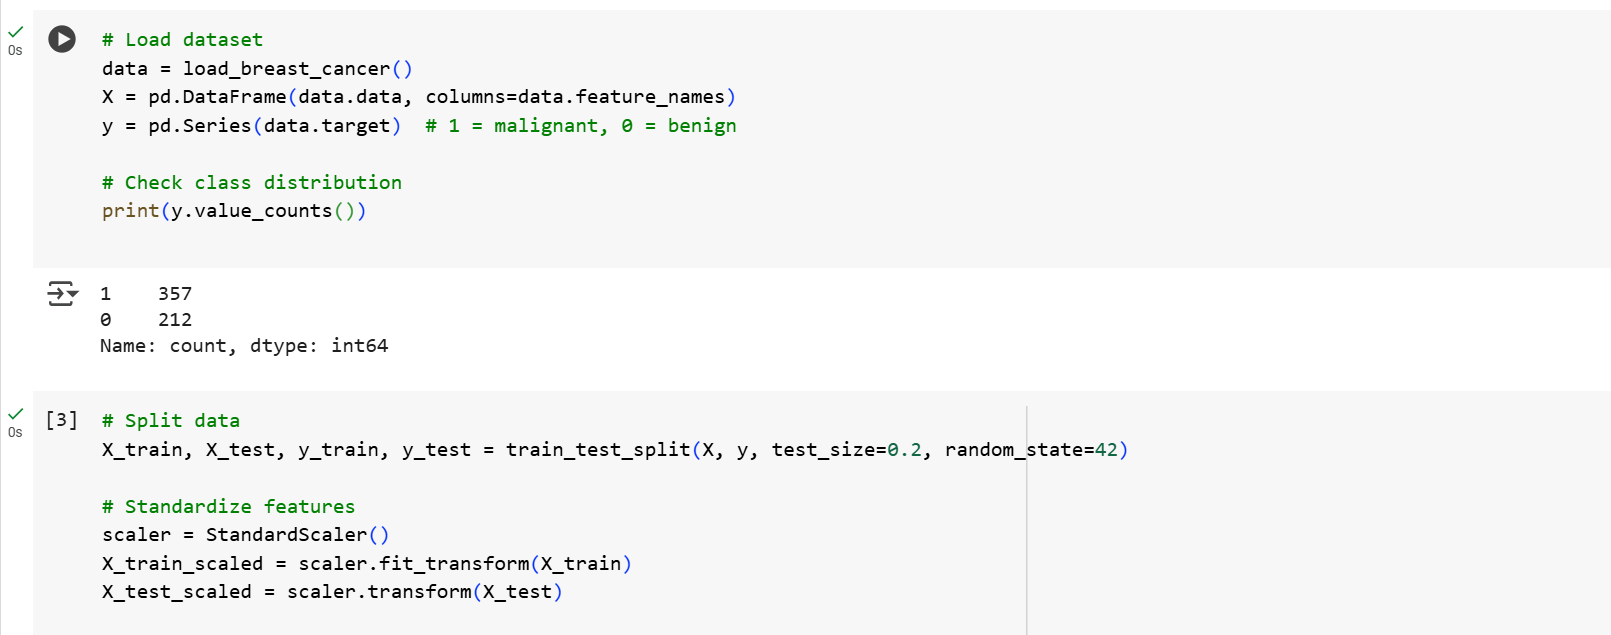 0s
# Load dataset
data = load_breast_cancer()
X = pd.DataFrame(data.data, columns=data.feature_names)
y = pd.Series(data.target)  # 1 = malignant, 0 = benign
# Check class distribution
print(y.value_counts())
1    357
0    212
Name: count, dtype: int64
0s
[3]
# Split data
X_train, X_test, y_train, y_test = train_test_split(X, y, test_size=0.2, random_state=42)
# Standardize features
scaler = StandardScaler()
X_train_scaled = scaler.fit_transform(X_train)
X_test_scaled = scaler.transform(X_test)